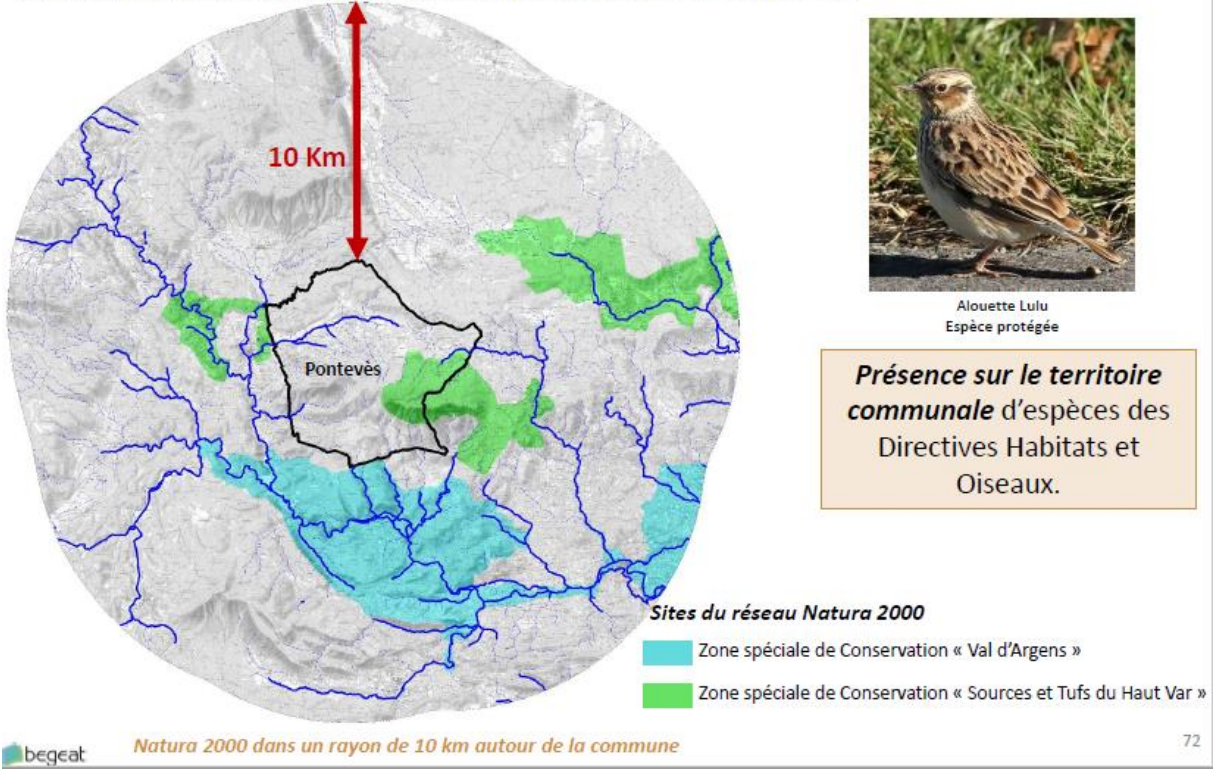 10 Km
Pontevès
Alouette Lulu
Espèce protégée
Présence sur le territoire
communale d'espèces des
Directives Habitats et
Oiseaux.
Sites du réseau Natura 2000
Zone spéciale de Conservation « Val d'Argens »
Zone spéciale de Conservation « Sources et Tufs du Haut Var »
begeat
Natura 2000 dans un rayon de 10 km autour de la commune
72